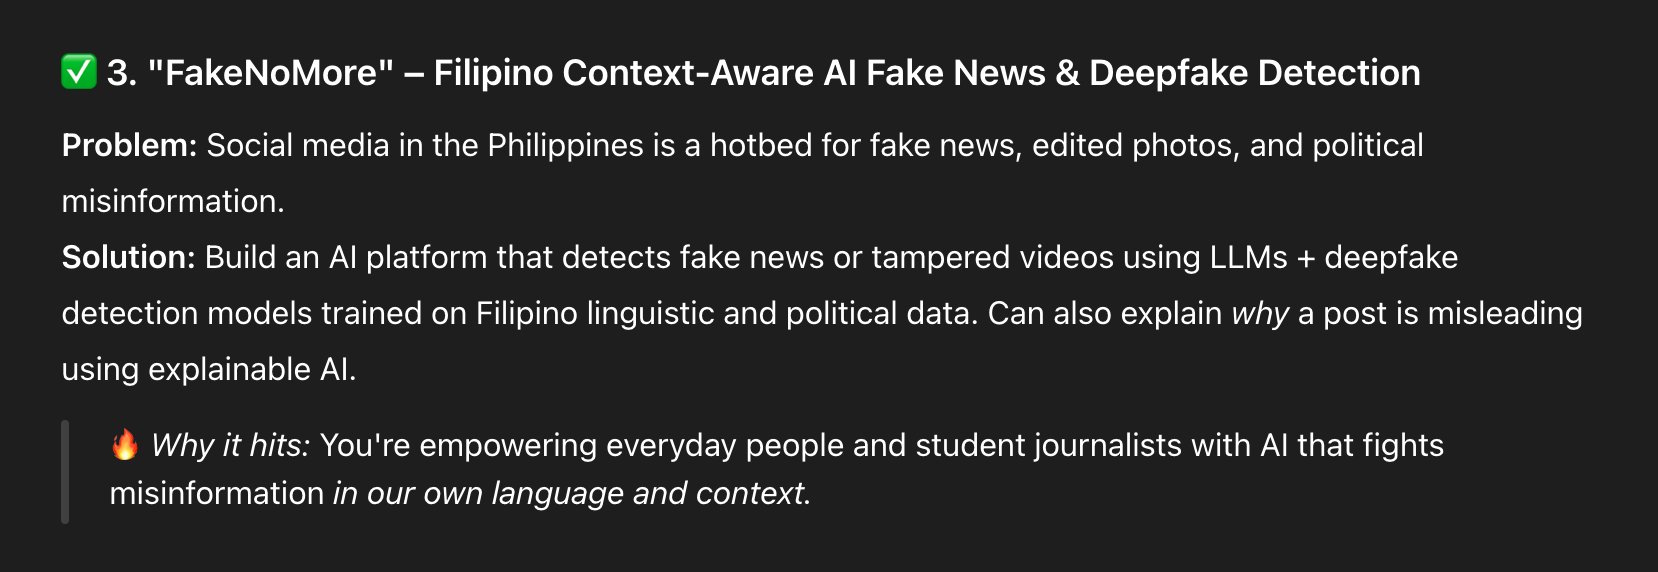 ✅ 3. "FakeNoMore" – Filipino Context-Aware AI Fake News & Deepfake Detection
Problem: Social media in the Philippines is a hotbed for fake news, edited photos, and political
misinformation.
Solution: Build an AI platform that detects fake news or tampered videos using LLMs + deepfake
detection models trained on Filipino linguistic and political data. Can also explain why a post is misleading
using explainable AI.
🔥 Why it hits: You're empowering everyday people and student journalists with AI that fights
misinformation in our own language and context.